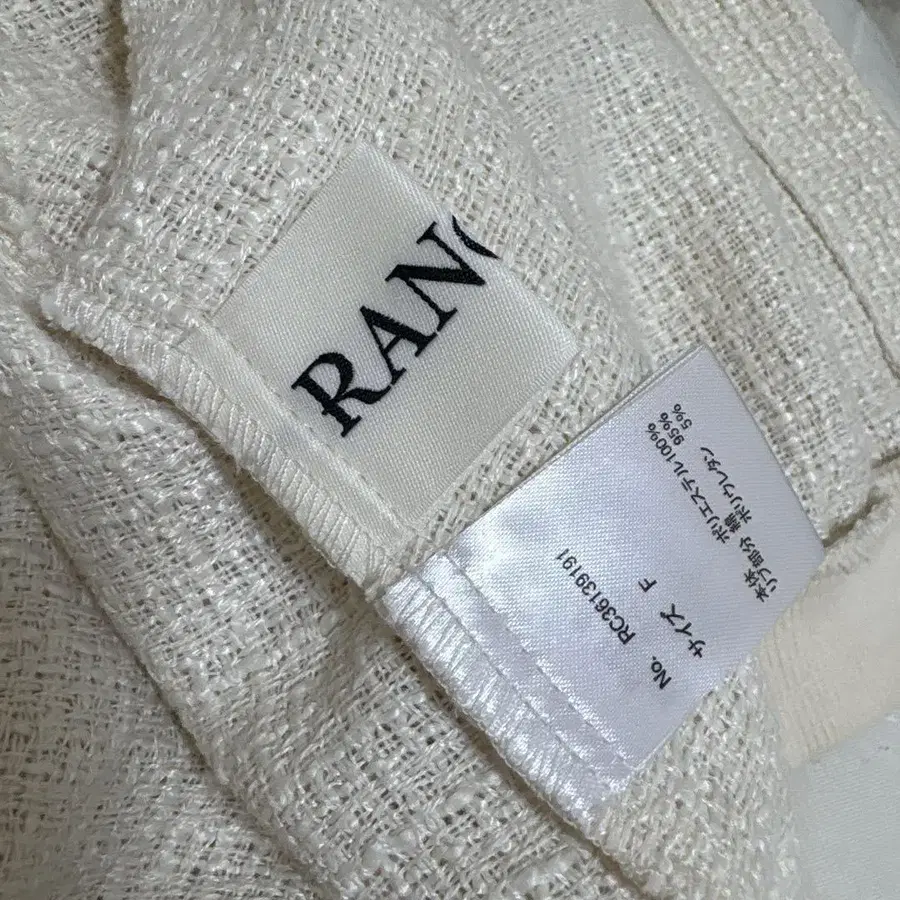 RAN
No. RC36139191
サイズ F
本体 ポリエステル100%
リブ部分 綿 95%
ポリウレタン 5%